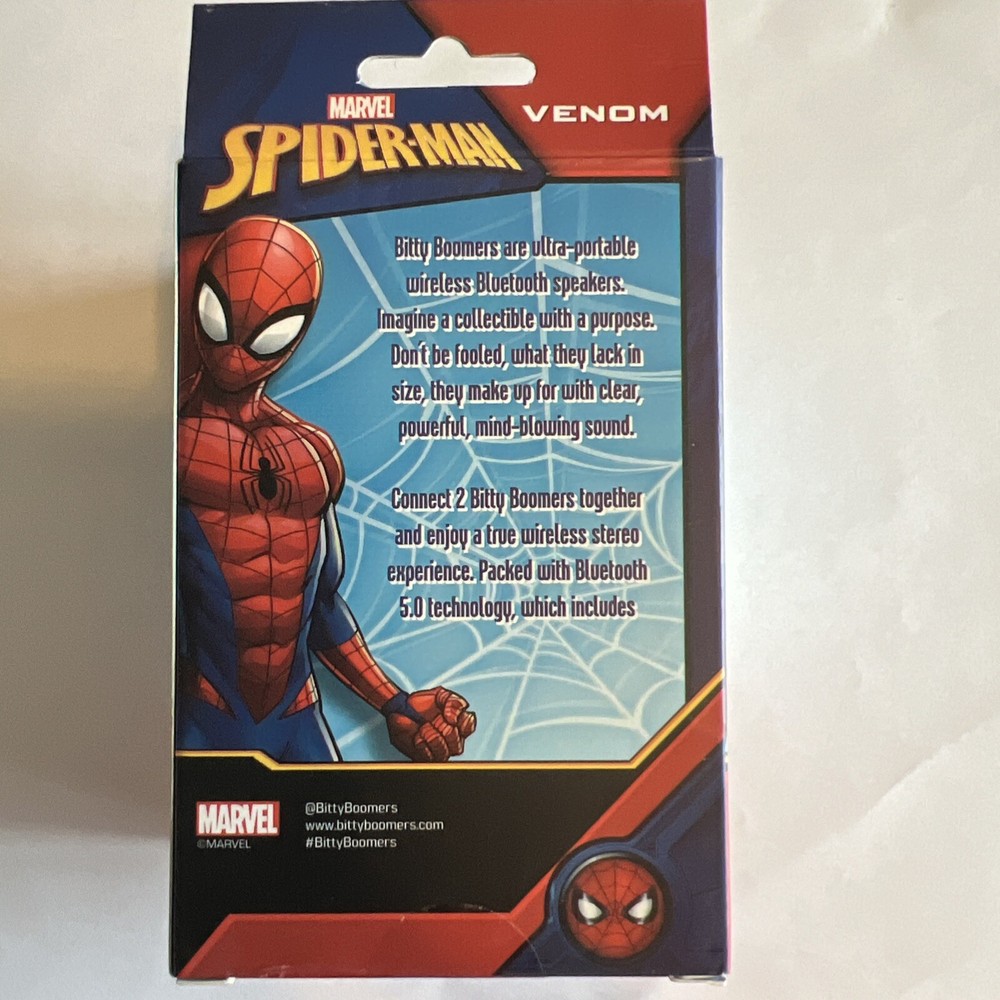 MARVEL
SPIDER-MAN
VENOM
Bitty Boomers are ultra-portable
wireless Bluetooth speakers.
Imagine a collectible with a purpose.
Don't be fooled, what they lack in
size, they make up for with clear,
powerful, mind-blowing sound.
Connect 2 Bitty Boomers together
and enjoy a true wireless stereo
experience. Packed with Bluetooth
5.0 technology, which includes
MARVEL
©MARVEL
@BittyBoomers
www.bittyboomers.com
#BittyBoomers